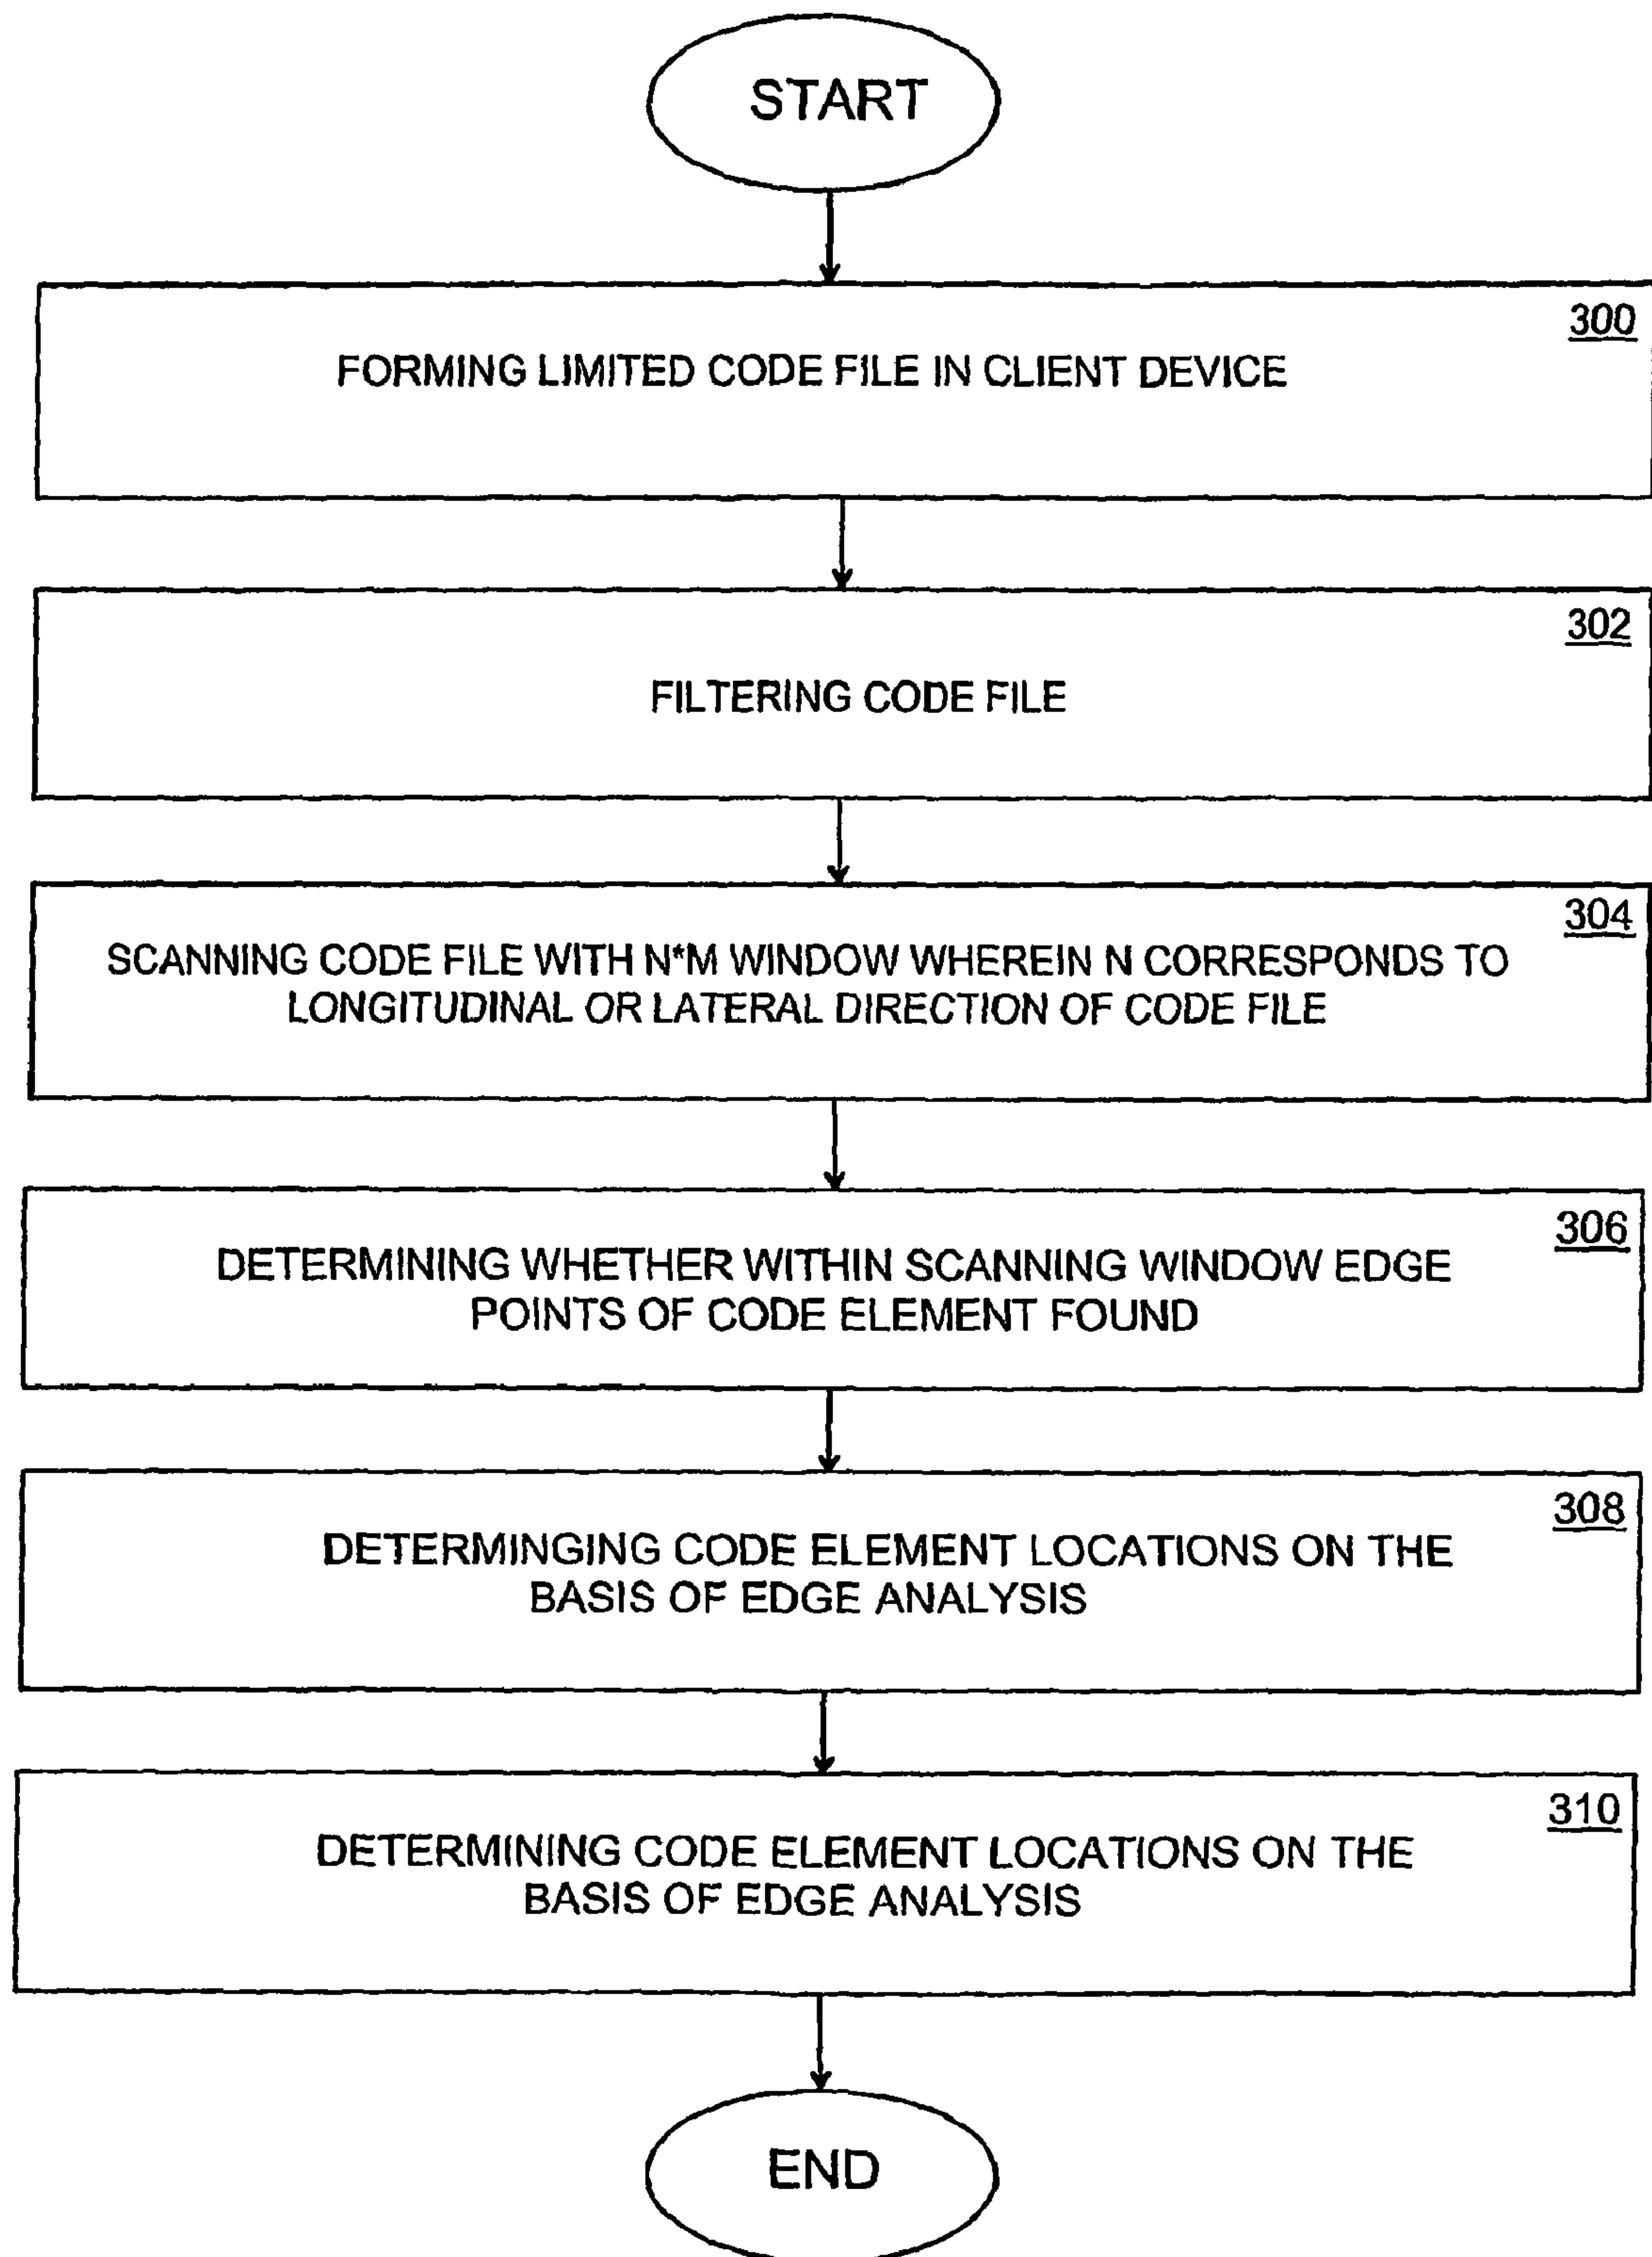 START
300
FORMING LIMITED CODE FILE IN CLIENT DEVICE
302
FILTERING CODE FILE
304
SCANNING CODE FILE WITH N*M WINDOW WHEREIN N CORRESPONDS TO
LONGITUDINAL OR LATERAL DIRECTION OF CODE FILE
306
DETERMINING WHETHER WITHIN SCANNING WINDOW EDGE
POINTS OF CODE ELEMENT FOUND
308
DETERMINGING CODE ELEMENT LOCATIONS ON THE
BASIS OF EDGE ANALYSIS
310
DETERMINING CODE ELEMENT LOCATIONS ON THE
BASIS OF EDGE ANALYSIS
END